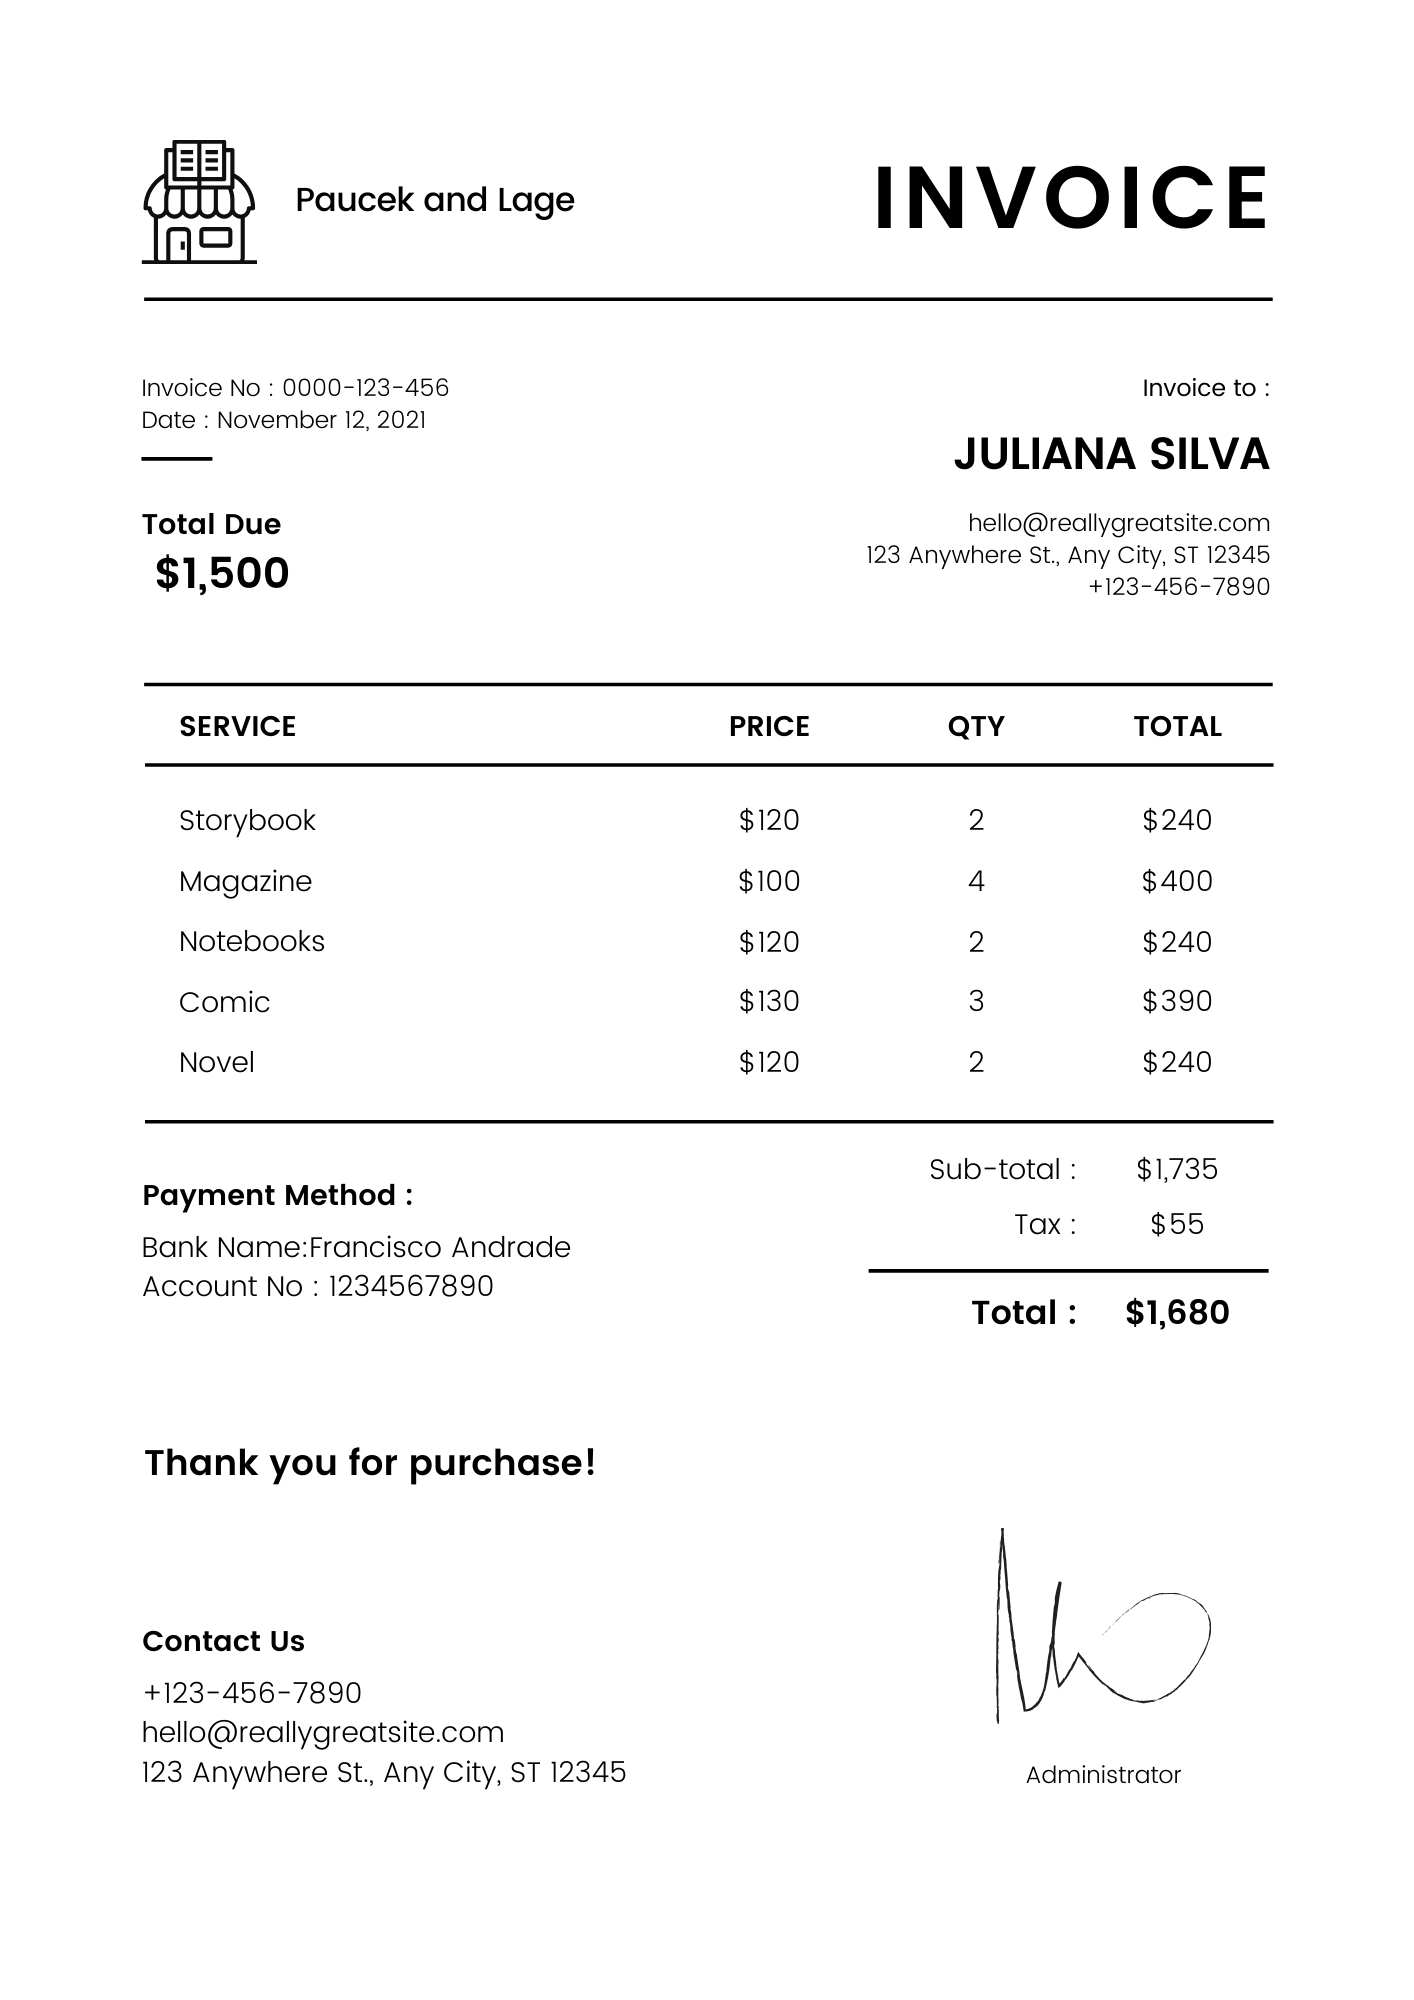 Paucek and Lage
INVOICE
Invoice No : 0000-123-456
Date : November 12, 2021
Total Due
$1,500
Invoice to :
JULIANA SILVA
hello@reallygreatsite.com
123 Anywhere St., Any City, ST 12345
+123-456-7890
SERVICE PRICE QTY TOTAL
Storybook $120 2 $240
Magazine $100 4 $400
Notebooks $120 2 $240
Comic $130 3 $390
Novel $120 2 $240
Sub-total : $1,735
Tax : $55
Total : $1,680
Payment Method :
Bank Name:Francisco Andrade
Account No : 1234567890
Thank you for purchase!
Contact Us
+123-456-7890
hello@reallygreatsite.com
123 Anywhere St., Any City, ST 12345
Administrator